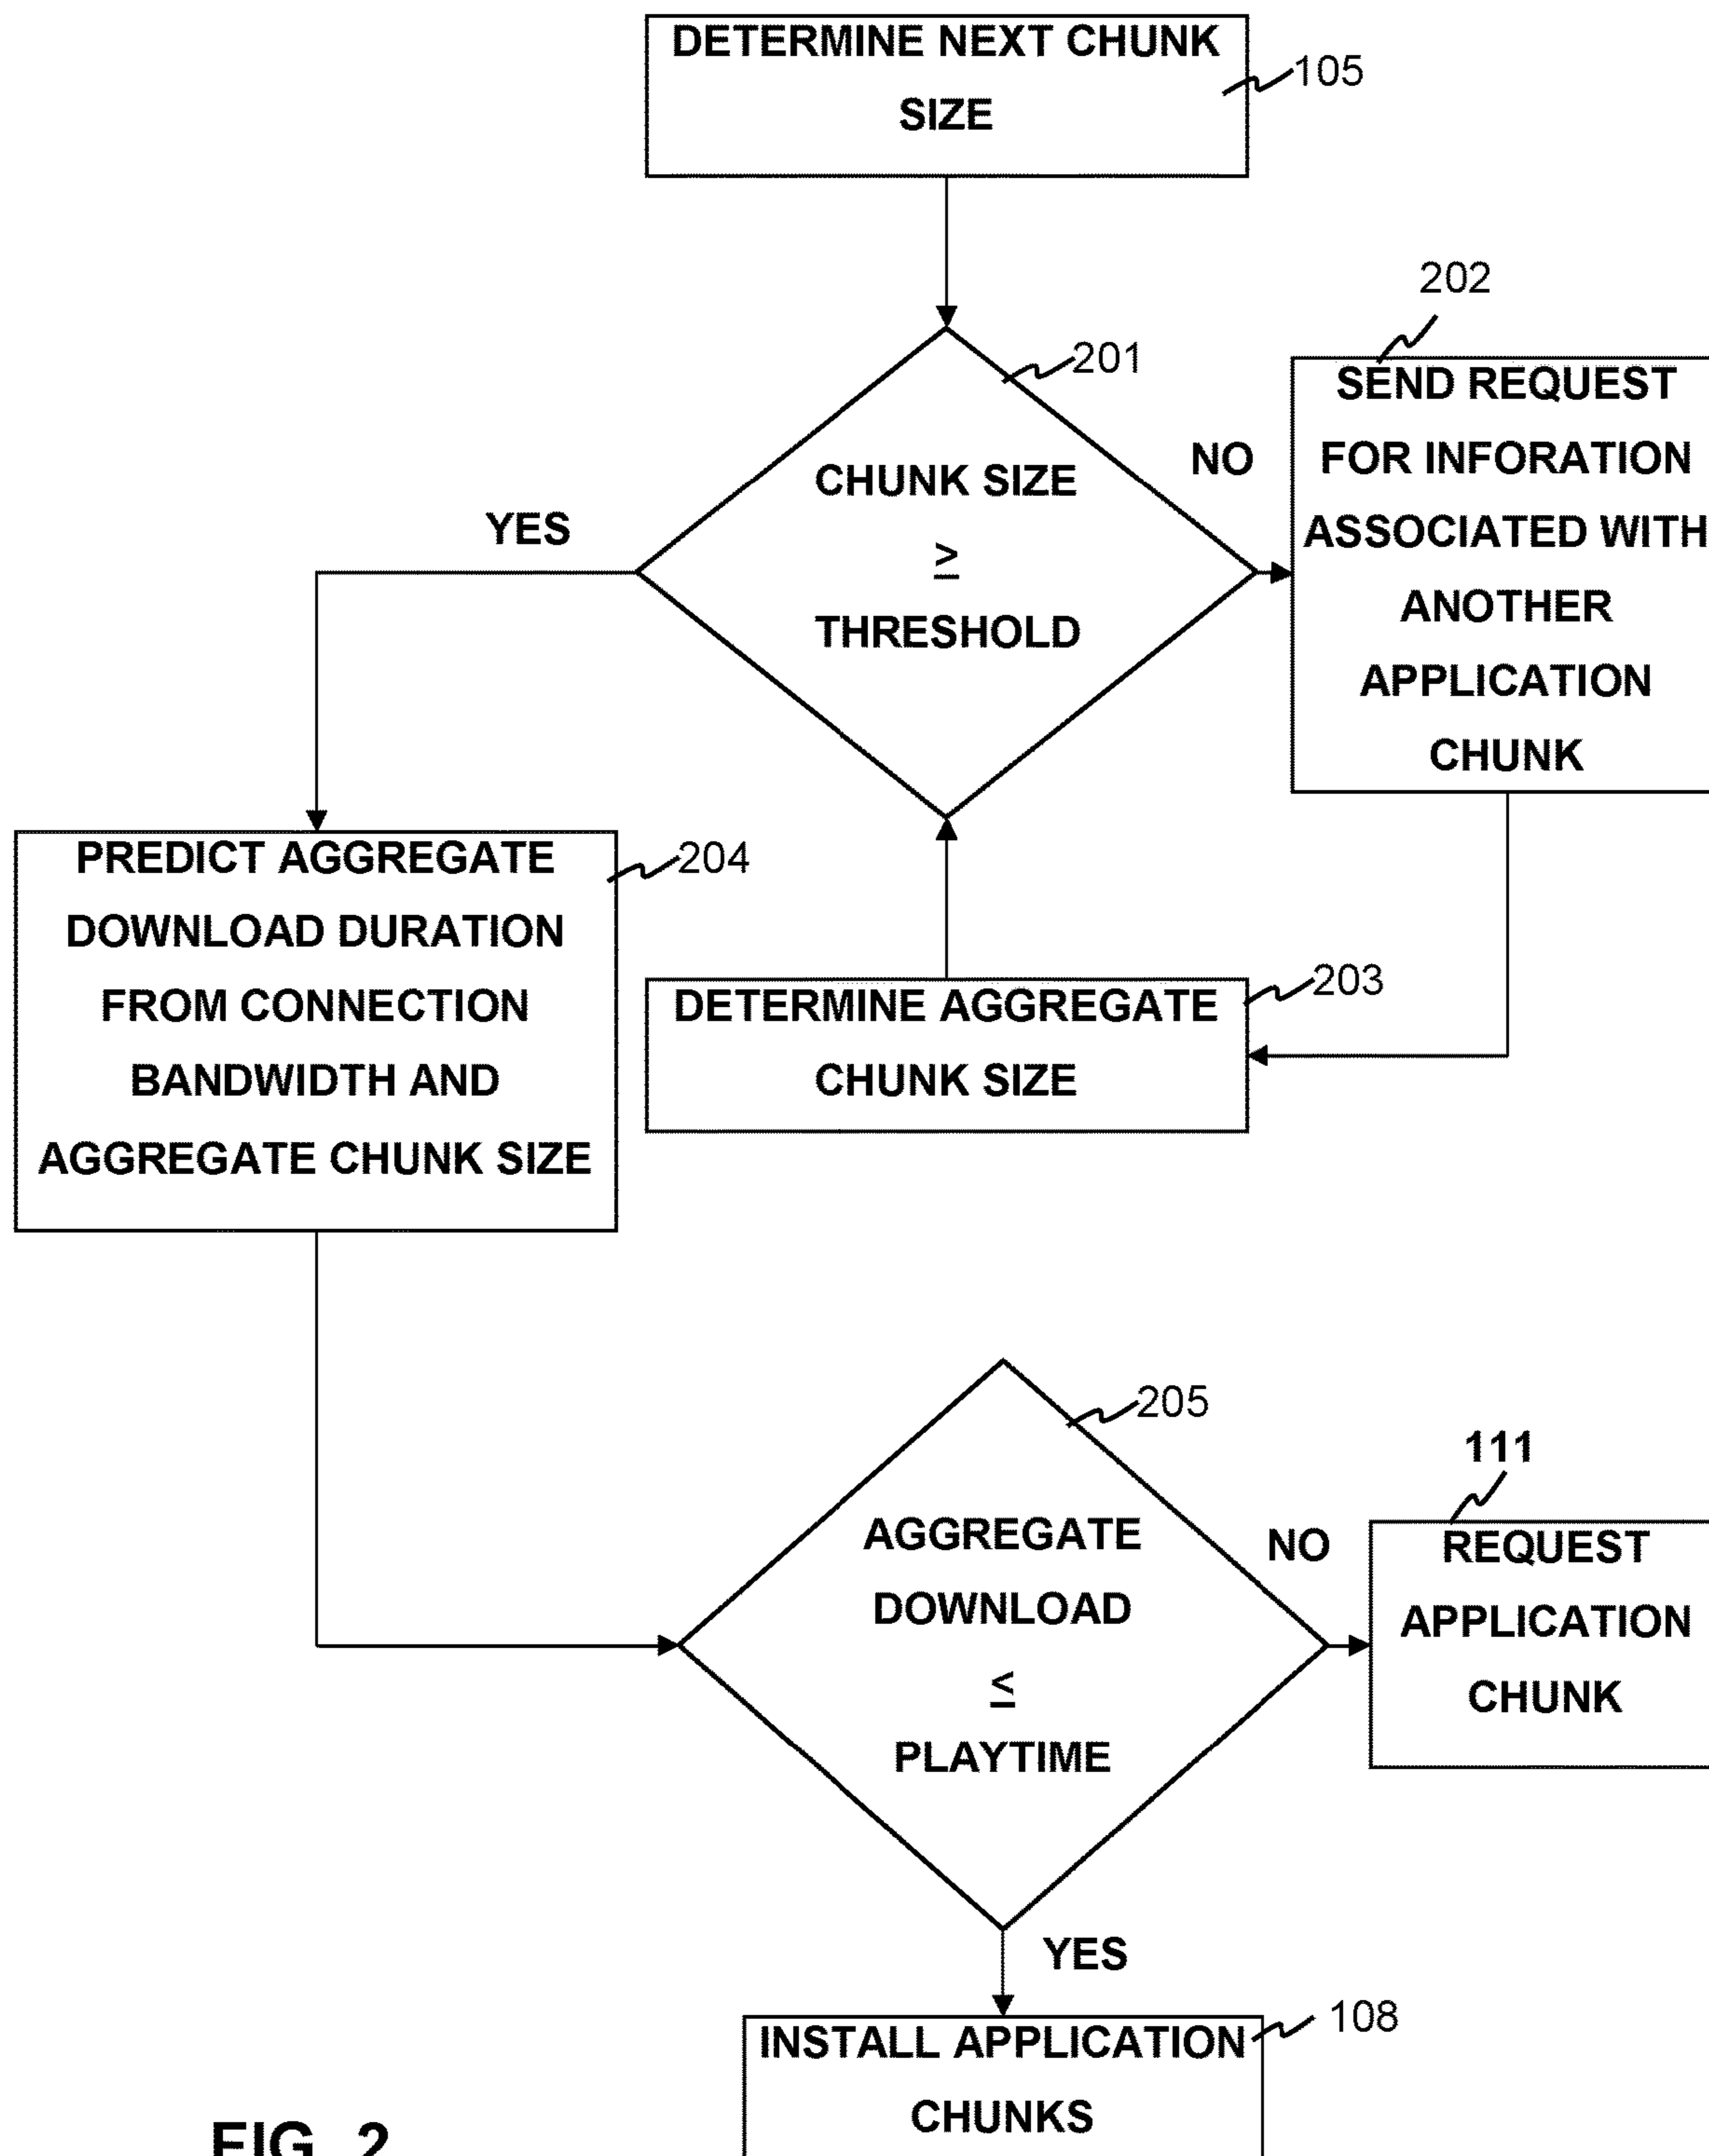 DETERMINE NEXT CHUNK
SIZE
105
202
201
SEND REQUEST
FOR INFORATION
ASSOCIATED WITH
ANOTHER
APPLICATION
CHUNK
NO
CHUNK SIZE
≥
THRESHOLD
YES
PREDICT AGGREGATE
DOWNLOAD DURATION
FROM CONNECTION
BANDWIDTH AND
AGGREGATE CHUNK SIZE
204
DETERMINE AGGREGATE
CHUNK SIZE
203
205
AGGREGATE
DOWNLOAD
≤
PLAYTIME
NO
111
REQUEST
APPLICATION
CHUNK
YES
INSTALL APPLICATION
CHUNKS
108
FIG. 2